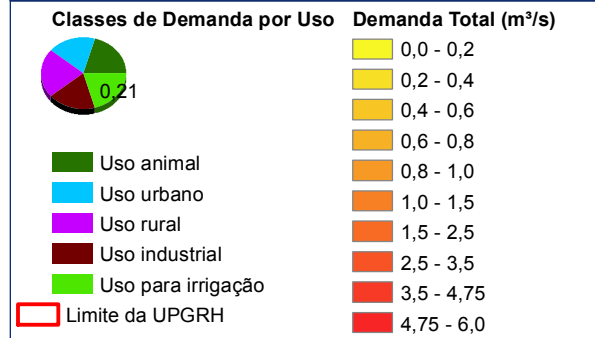 Classes de Demanda por Uso
0,21
Uso animal
Uso urbano
Uso rural
Uso industrial
Uso para irrigação
Limite da UPGRH
Demanda Total (m³/s)
0,0 - 0,2
0,2 - 0,4
0,4 - 0,6
0,6 - 0,8
0,8 - 1,0
1,0 - 1,5
1,5 - 2,5
2,5 - 3,5
3,5 - 4,75
4,75 - 6,0